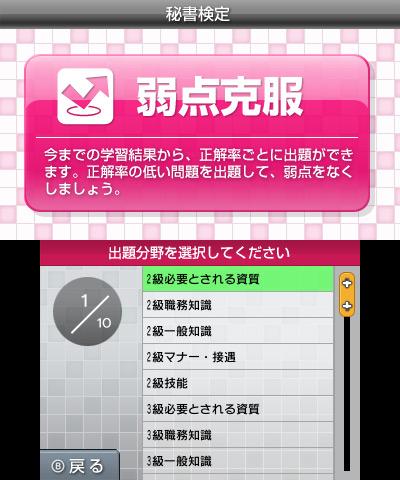 秘書検定
弱点克服
今までの学習結果から、正解率ごとに出題ができ
ます。正解率の低い問題を出題して、弱点をなく
しましょう。
出題分野を選択してください
1/10
2級必要とされる資質
2級職務知識
2級一般知識
2級マナー・接遇
2級技能
3級必要とされる資質
3級職務知識
3級一般知識
Ⓑ戻る